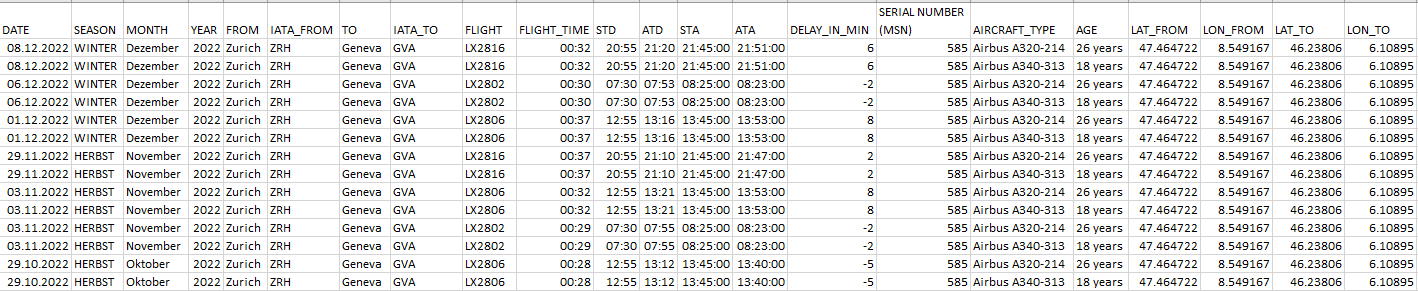 SERIAL NUMBER
DATE SEASON MONTH YEAR FROM IATA_FROM TO IATA_TO FLIGHT FLIGHT_TIME STD ATD STA ATA DELAY_IN_MIN (MSN) AIRCRAFT_TYPE AGE LAT_FROM LON_FROM LAT_TO LON_TO
08.12.2022 WINTER Dezember 2022 Zurich ZRH Geneva GVA LX2816 00:32 20:55 21:20 21:45:00 21:51:00 6 585 Airbus A320-214 26 years 47.464722 8.549167 46.23806 6.10895
08.12.2022 WINTER Dezember 2022 Zurich ZRH Geneva GVA LX2816 00:32 20:55 21:20 21:45:00 21:51:00 6 585 Airbus A340-313 18 years 47.464722 8.549167 46.23806 6.10895
06.12.2022 WINTER Dezember 2022 Zurich ZRH Geneva GVA LX2802 00:30 07:30 07:53 08:25:00 08:23:00 -2 585 Airbus A320-214 26 years 47.464722 8.549167 46.23806 6.10895
06.12.2022 WINTER Dezember 2022 Zurich ZRH Geneva GVA LX2802 00:30 07:30 07:53 08:25:00 08:23:00 -2 585 Airbus A340-313 18 years 47.464722 8.549167 46.23806 6.10895
01.12.2022 WINTER Dezember 2022 Zurich ZRH Geneva GVA LX2806 00:37 12:55 13:16 13:45:00 13:53:00 8 585 Airbus A320-214 26 years 47.464722 8.549167 46.23806 6.10895
01.12.2022 WINTER Dezember 2022 Zurich ZRH Geneva GVA LX2806 00:37 12:55 13:16 13:45:00 13:53:00 8 585 Airbus A340-313 18 years 47.464722 8.549167 46.23806 6.10895
29.11.2022 HERBST November 2022 Zurich ZRH Geneva GVA LX2816 00:37 20:55 21:10 21:45:00 21:47:00 2 585 Airbus A320-214 26 years 47.464722 8.549167 46.23806 6.10895
29.11.2022 HERBST November 2022 Zurich ZRH Geneva GVA LX2816 00:37 20:55 21:10 21:45:00 21:47:00 2 585 Airbus A340-313 18 years 47.464722 8.549167 46.23806 6.10895
03.11.2022 HERBST November 2022 Zurich ZRH Geneva GVA LX2806 00:32 12:55 13:21 13:45:00 13:53:00 8 585 Airbus A320-214 26 years 47.464722 8.549167 46.23806 6.10895
03.11.2022 HERBST November 2022 Zurich ZRH Geneva GVA LX2806 00:32 12:55 13:21 13:45:00 13:53:00 8 585 Airbus A340-313 18 years 47.464722 8.549167 46.23806 6.10895
03.11.2022 HERBST November 2022 Zurich ZRH Geneva GVA LX2802 00:29 07:30 07:55 08:25:00 08:23:00 -2 585 Airbus A320-214 26 years 47.464722 8.549167 46.23806 6.10895
03.11.2022 HERBST November 2022 Zurich ZRH Geneva GVA LX2802 00:29 07:30 07:55 08:25:00 08:23:00 -2 585 Airbus A340-313 18 years 47.464722 8.549167 46.23806 6.10895
29.10.2022 HERBST Oktober 2022 Zurich ZRH Geneva GVA LX2806 00:28 12:55 13:12 13:45:00 13:40:00 -5 585 Airbus A320-214 26 years 47.464722 8.549167 46.23806 6.10895
29.10.2022 HERBST Oktober 2022 Zurich ZRH Geneva GVA LX2806 00:28 12:55 13:12 13:45:00 13:40:00 -5 585 Airbus A340-313 18 years 47.464722 8.549167 46.23806 6.10895